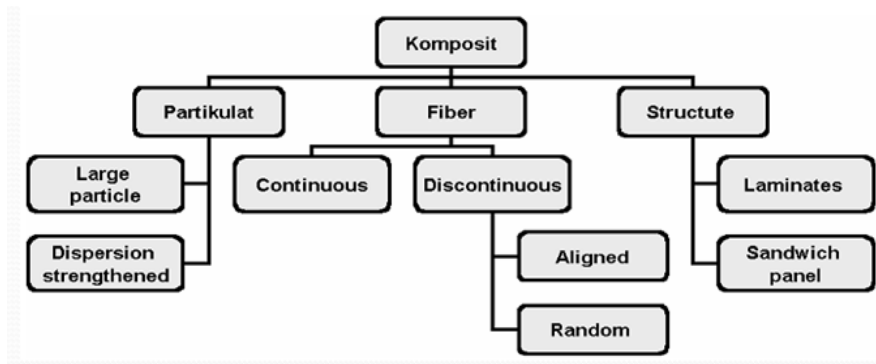 Komposit
Partikulat
Fiber
Structute
Large
particle
Continuous
Discontinuous
Laminates
Dispersion
strengthened
Aligned
Sandwich
panel
Random